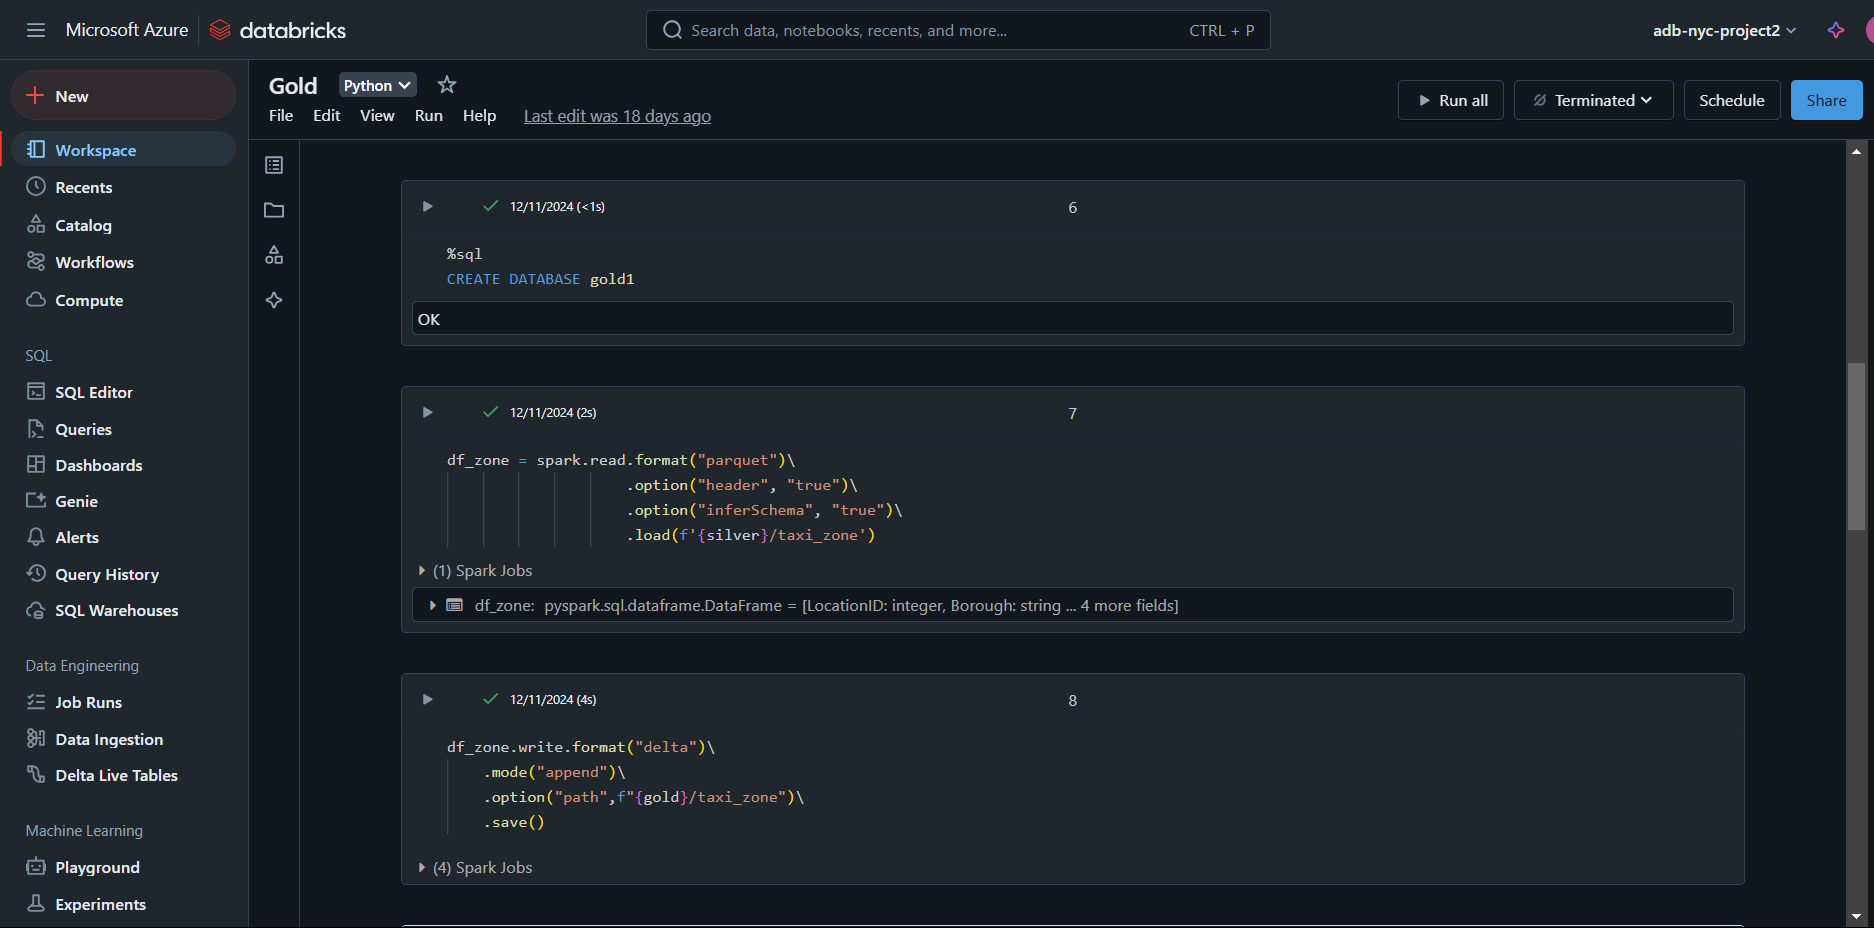 Microsoft Azure
databricks
Search data, notebooks, recents, and more...
CTRL + P
adb-nyc-project2
New
Workspace
Recents
Catalog
Workflows
Compute
SQL
SQL Editor
Queries
Dashboards
Genie
Alerts
Query History
SQL Warehouses
Data Engineering
Job Runs
Data Ingestion
Delta Live Tables
Machine Learning
Playground
Experiments
Gold
Python
File
Edit
View
Run
Help
Last edit was 18 days ago
Run all
Terminated
Schedule
Share
12/11/2024 (<1s)
6
%sql
CREATE DATABASE gold1
OK
12/11/2024 (2s)
7
df_zone = spark.read.format("parquet")\
.option("header", "true")\
.option("inferSchema", "true")\
.load(f'{silver}/taxi_zone')
(1) Spark Jobs
df_zone: pyspark.sql.dataframe.DataFrame = [LocationID: integer, Borough: string ... 4 more fields]
12/11/2024 (4s)
8
df_zone.write.format("delta")\
.mode("append")\
.option("path",f"{gold}/taxi_zone")\
.save()
(4) Spark Jobs